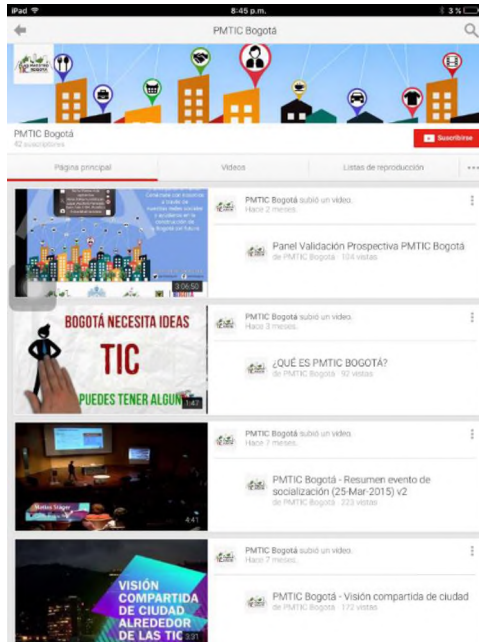 iPad
8:45 p.m.
3 %
PMTIC Bogotá
PMTIC Bogotá
42 suscriptores
Suscribirse
Página principal
Videos
Listas de reproducción
3:06:50
PMTIC Bogotá subió un video.
Hace 2 meses.
Panel Validación Prospectiva PMTIC Bogotá
de PMTIC Bogotá · 104 vistas
BOGOTÁ NECESITA IDEAS
TIC
PUEDES TENER ALGUN
1:47
PMTIC Bogotá subió un video.
Hace 3 meses.
¿QUÉ ES PMTIC BOGOTÁ?
de PMTIC Bogotá · 92 vistas
4:41
PMTIC Bogotá subió un video.
Hace 7 meses.
PMTIC Bogotá - Resumen evento de
socialización (25-Mar-2015) v2
de PMTIC Bogotá · 223 vistas
VISIÓN
COMPARTIDA
DE CIUDAD
ALREDEDOR
DE LAS TIC
3:31
PMTIC Bogotá subió un video.
Hace 7 meses.
PMTIC Bogotá - Visión compartida de ciudad
de PMTIC Bogotá · 172 vistas